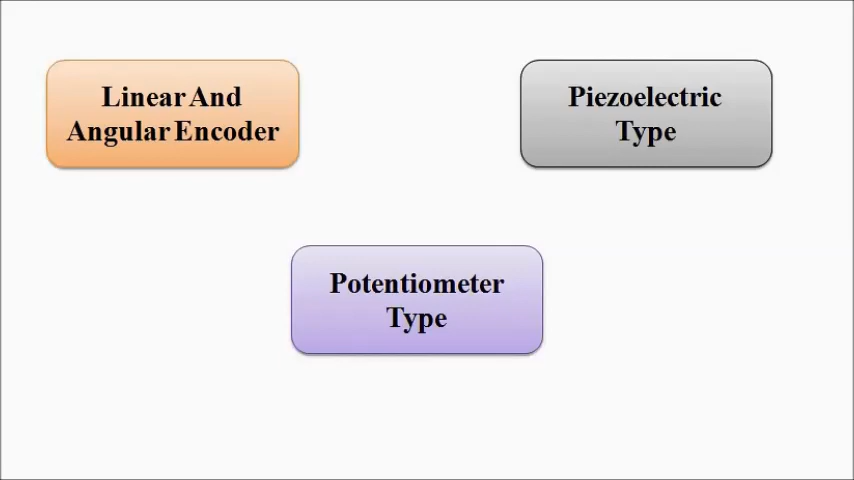 Linear And
Angular Encoder
Piezoelectric
Type
Potentiometer
Type